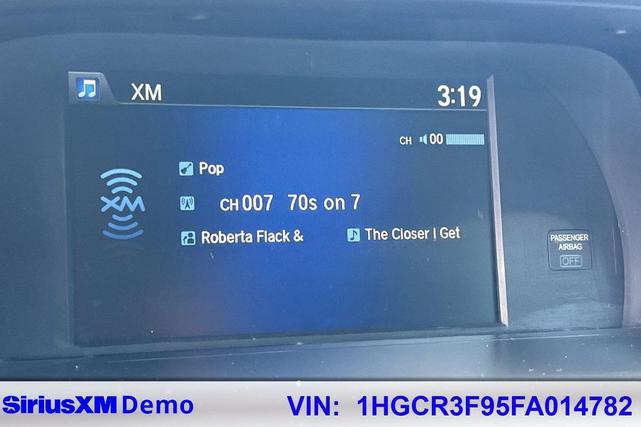 XM 3:19
CH 00
Pop
XM
CH 007 70s on 7
Roberta Flack & The Closer I Get
PASSENGER
AIRBAG
OFF
SiriusXM Demo VIN: 1HGCR3F95FA014782